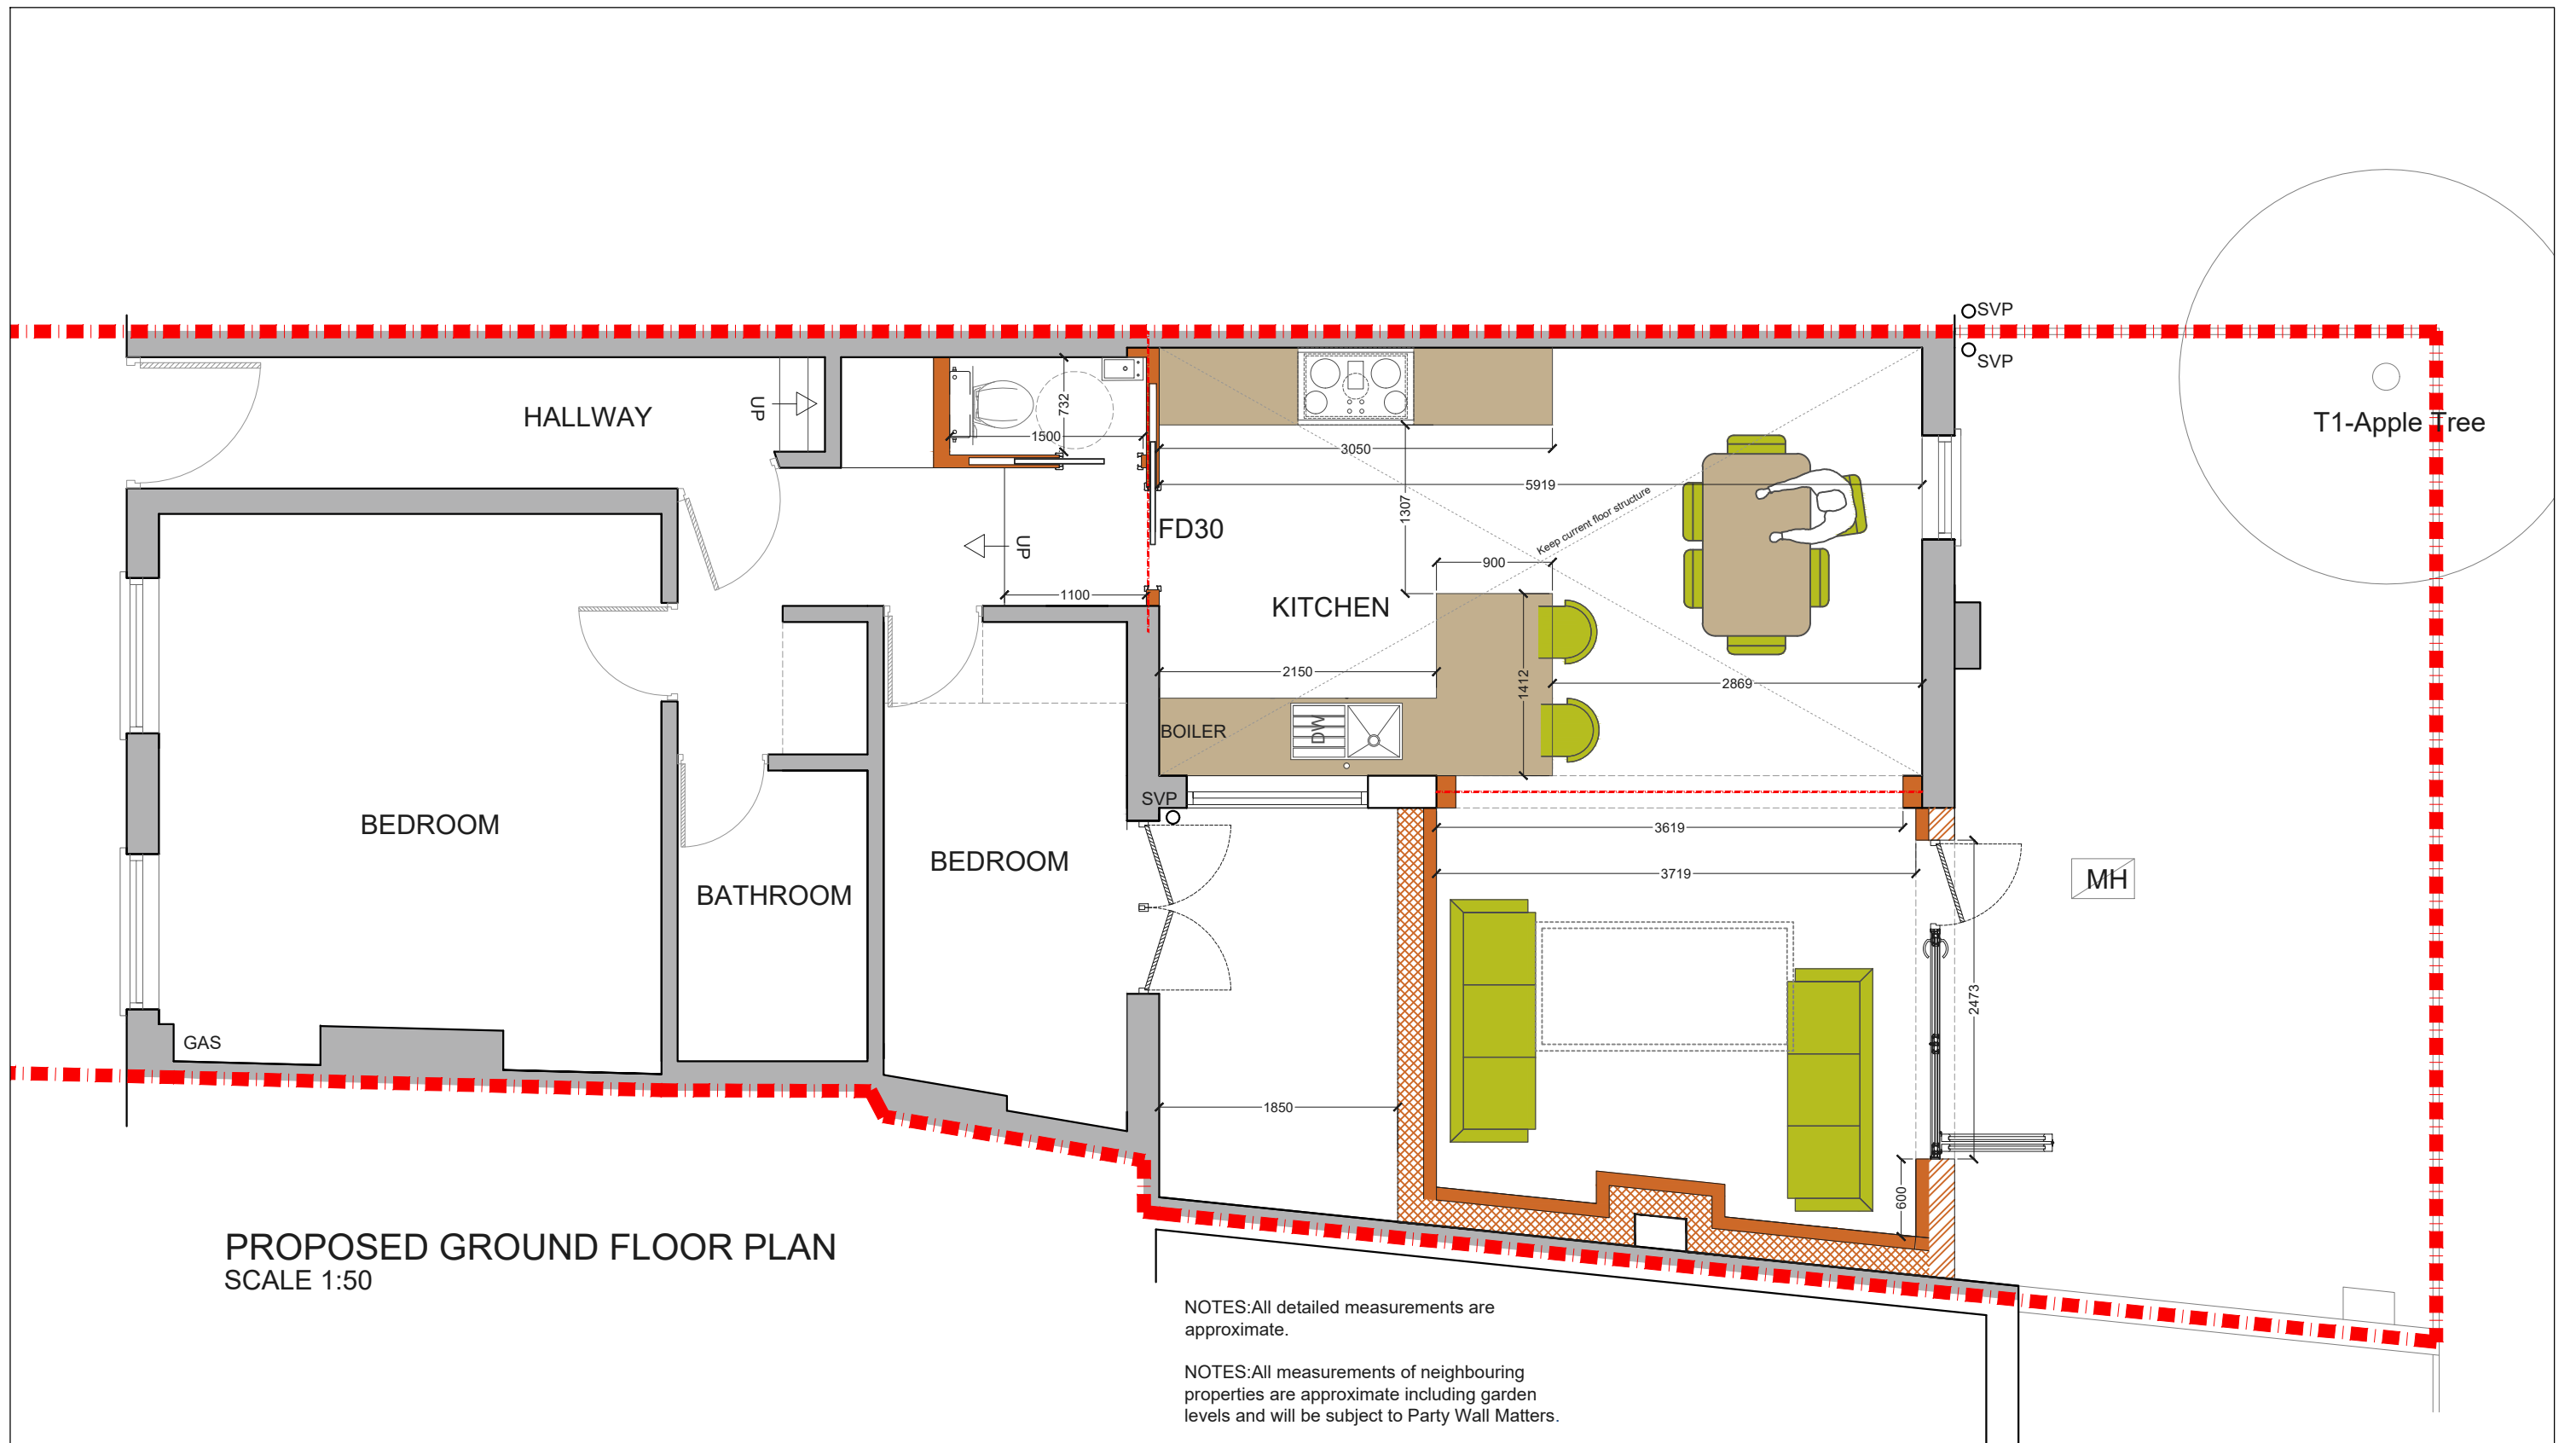 SVP
SVP
T1-Apple Tree
HALLWAY
UP
732
1500
3050
5919
1307
Keep current floor structure
FD30
UP
900
1100
KITCHEN
2150
1412
2869
BOILER
DW
SVP
BEDROOM
BEDROOM
BATHROOM
3619
3719
MH
2473
GAS
1850
600
PROPOSED GROUND FLOOR PLAN
SCALE 1:50
NOTES:All detailed measurements are
approximate.
NOTES:All measurements of neighbouring
properties are approximate including garden
levels and will be subject to Party Wall Matters.